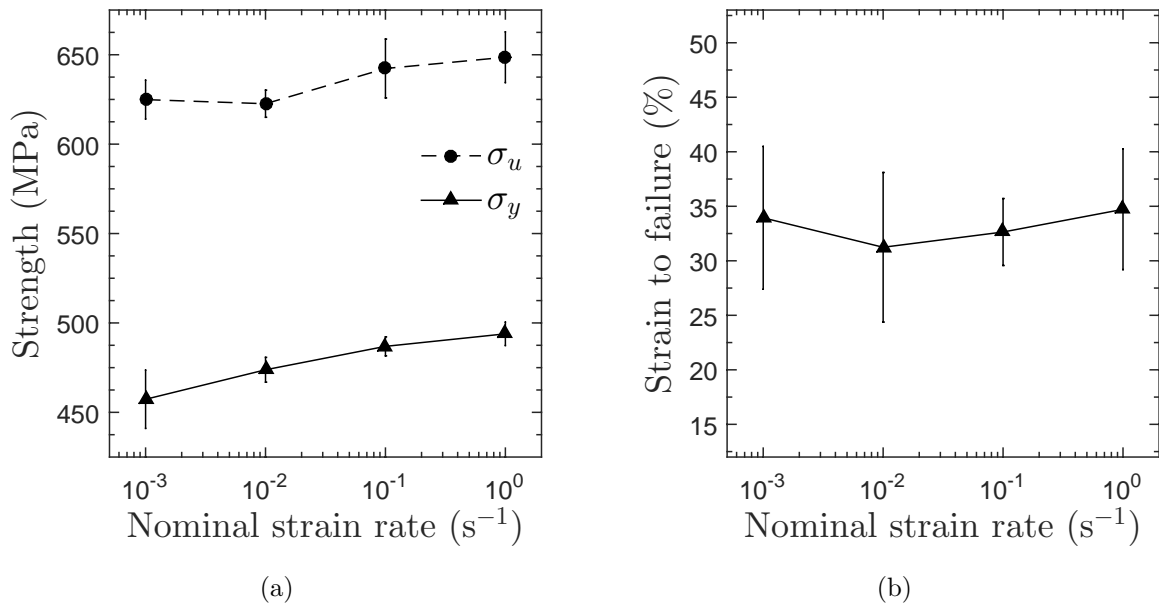 Strength (MPa)
650
600
550
500
450
σ_u
σ_y
10⁻³ 10⁻² 10⁻¹ 10⁰
Nominal strain rate (s⁻¹)
(a)
Strain to failure (%)
50
45
40
35
30
25
20
15
10⁻³ 10⁻² 10⁻¹ 10⁰
Nominal strain rate (s⁻¹)
(b)